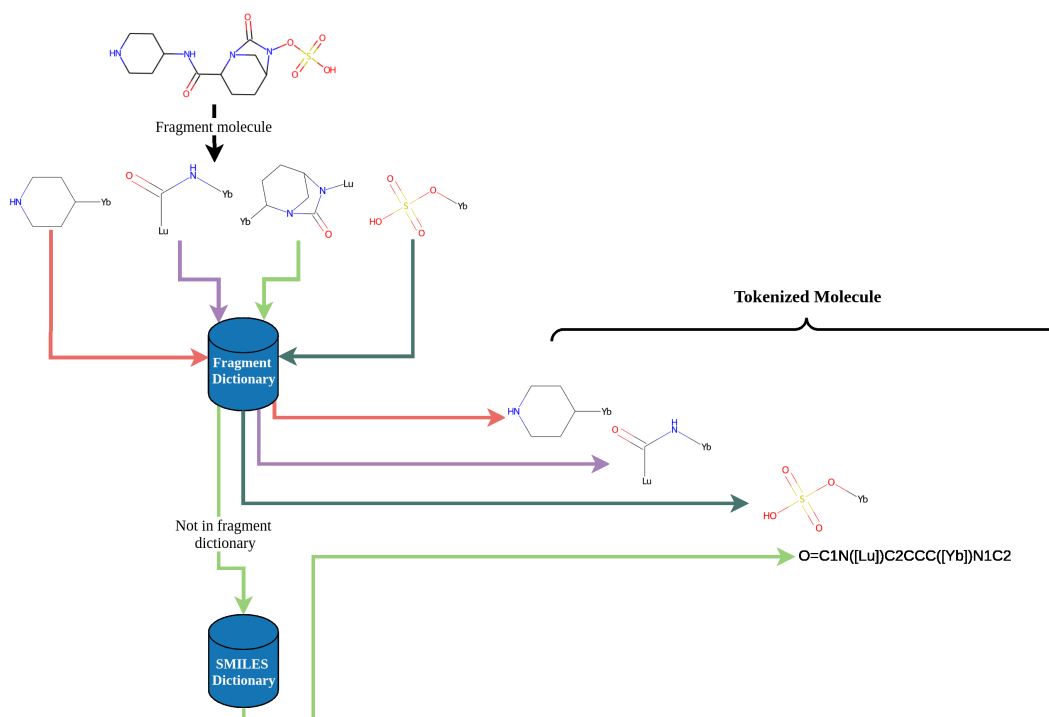 O
O
O
HN
NH
N
N
S
OH
O
O
Fragment molecule
HN
Yb
O
H
N
Yb
Lu
Lu
N
N
Yb
O
O
O
S
Yb
HO
O
Tokenized Molecule
Fragment
Dictionary
HN
Yb
O
H
N
Yb
Lu
O
O
S
Yb
HO
O
Not in fragment
dictionary
O=C1N([Lu])C2CCC([Yb])N1C2
SMILES
Dictionary